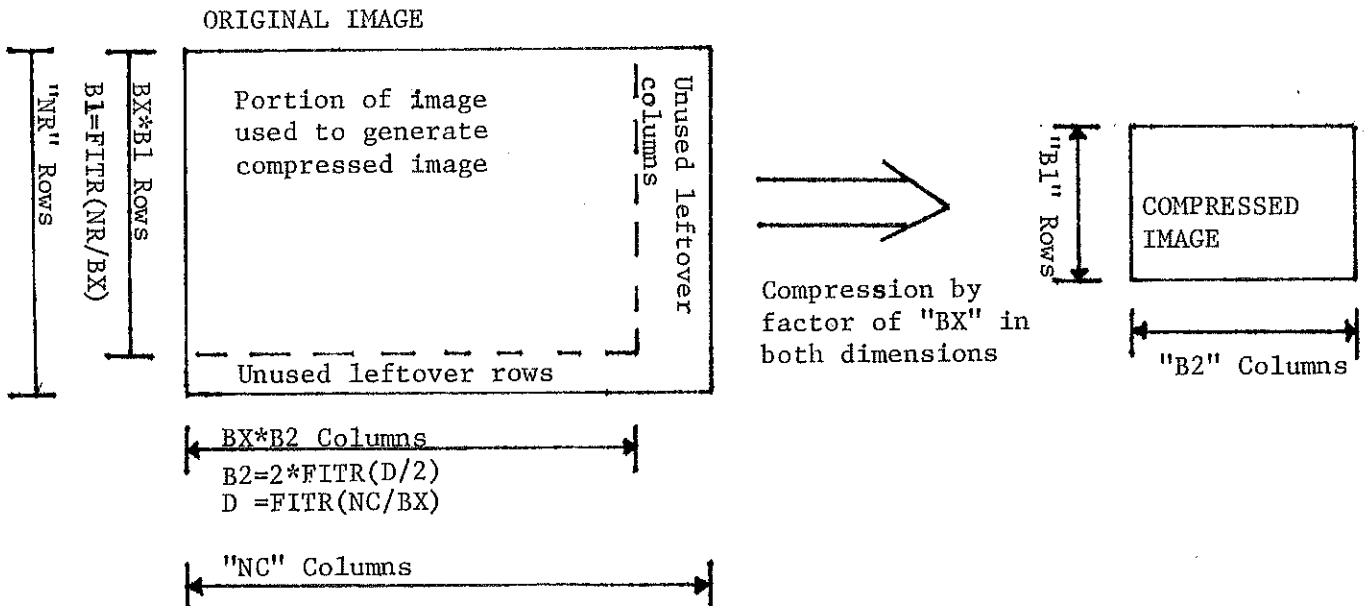 ORIGINAL IMAGE
"NR" Rows
B1=FITR(NR/BX)
BX*B1 Rows
Portion of image
used to generate
compressed image
Unused leftover
columns
Unused leftover rows
BX*B2 Columns
B2=2*FITR(D/2)
D =FITR(NC/BX)
"NC" Columns
Compression by
factor of "BX" in
both dimensions
"B1" Rows
COMPRESSED
IMAGE
"B2" Columns